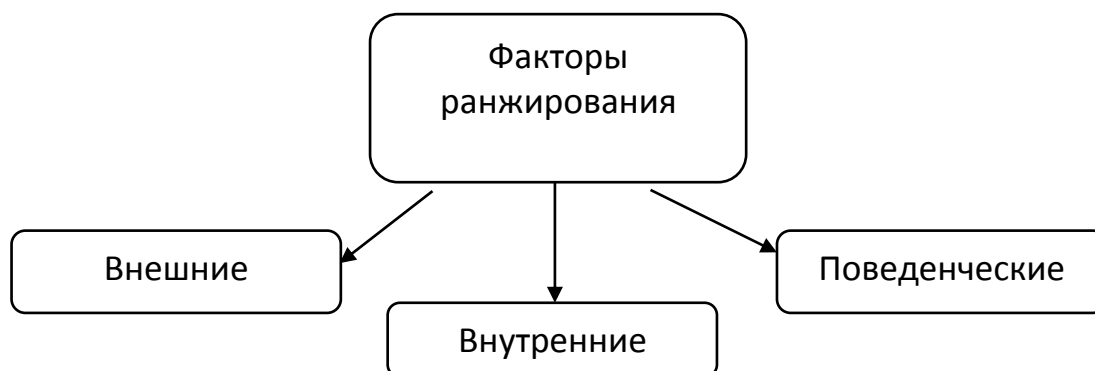 Факторы
ранжирования
Внешние
Поведенческие
Внутренние